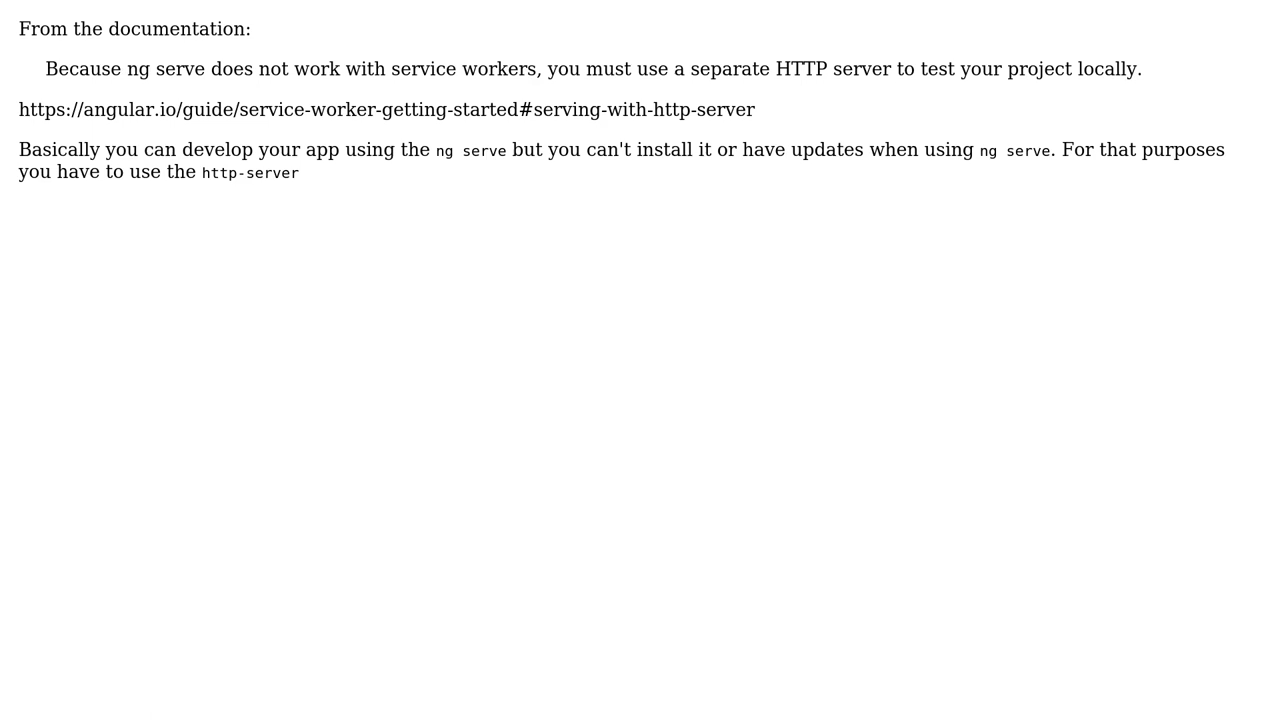 From the documentation:
Because ng serve does not work with service workers, you must use a separate HTTP server to test your project locally.
https://angular.io/guide/service-worker-getting-started#serving-with-http-server
Basically you can develop your app using the ng serve but you can't install it or have updates when using ng serve. For that purposes
you have to use the http-server